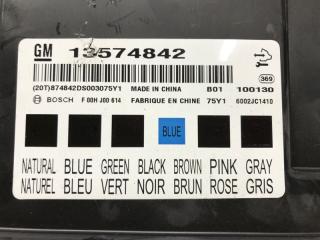 GM 13574842
(20T)874842DS003075Y1 MADE IN CHINA B01 100130
BOSCH F 00H J00 614 FABRIQUE EN CHINE 75Y1 6002JC1410
369
BLUE
NATURAL BLUE GREEN BLACK BROWN PINK GRAY
NATUREL BLEU VERT NOIR BRUN ROSE GRIS